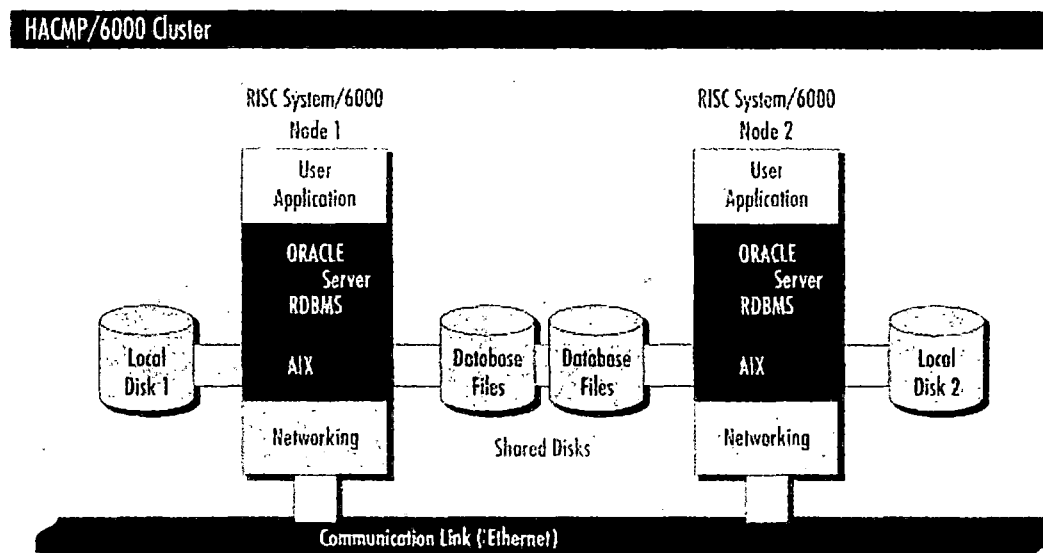 HACMP/6000 Cluster
RISC System/6000
Node 1
RISC System/6000
Node 2
User
Application
User
Application
ORACLE
Server
RDBMS
ORACLE
Server
RDBMS
Local
Disk 1
AIX
Database
Files
Database
Files
AIX
Local
Disk 2
Networking
Shared Disks
Networking
Communication Link (:Ethernet)